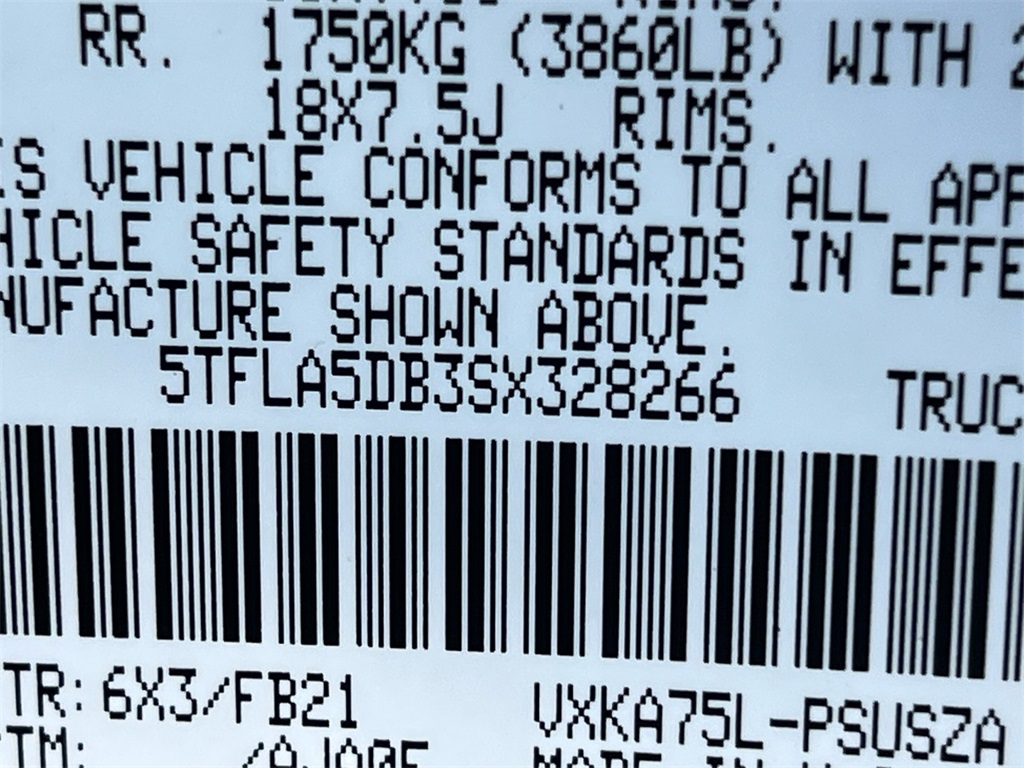 RR. 1750KG (3860LB) WITH
18X7.5J RIMS.
VEHICLE CONFORMS TO ALL
SAFETY STANDARDS IN
SHOWN ABOVE.
5TFLA5DB3SX328266
TR: 6X3/FB21 VXKA75L-PSUSZA